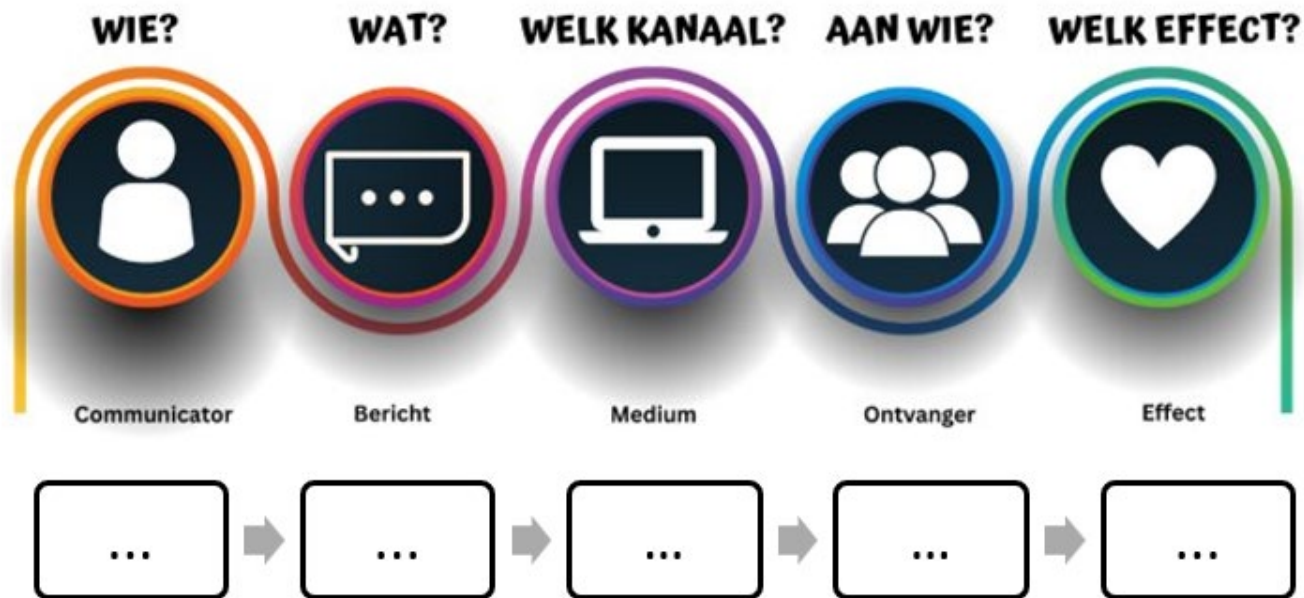 WIE? WAT? WELK KANAAL? AAN WIE? WELK EFFECT?
Communicator Bericht Medium Ontvanger Effect
... ... ... ... ...